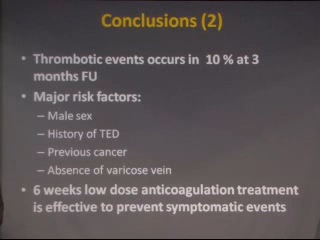 Conclusions (2)
• Thrombotic events occurs in 10 % at 3
months FU
• Major risk factors:
– Male sex
– History of TED
– Previous cancer
– Absence of varicose vein
• 6 weeks low dose anticoagulation treatment
is effective to prevent symptomatic events